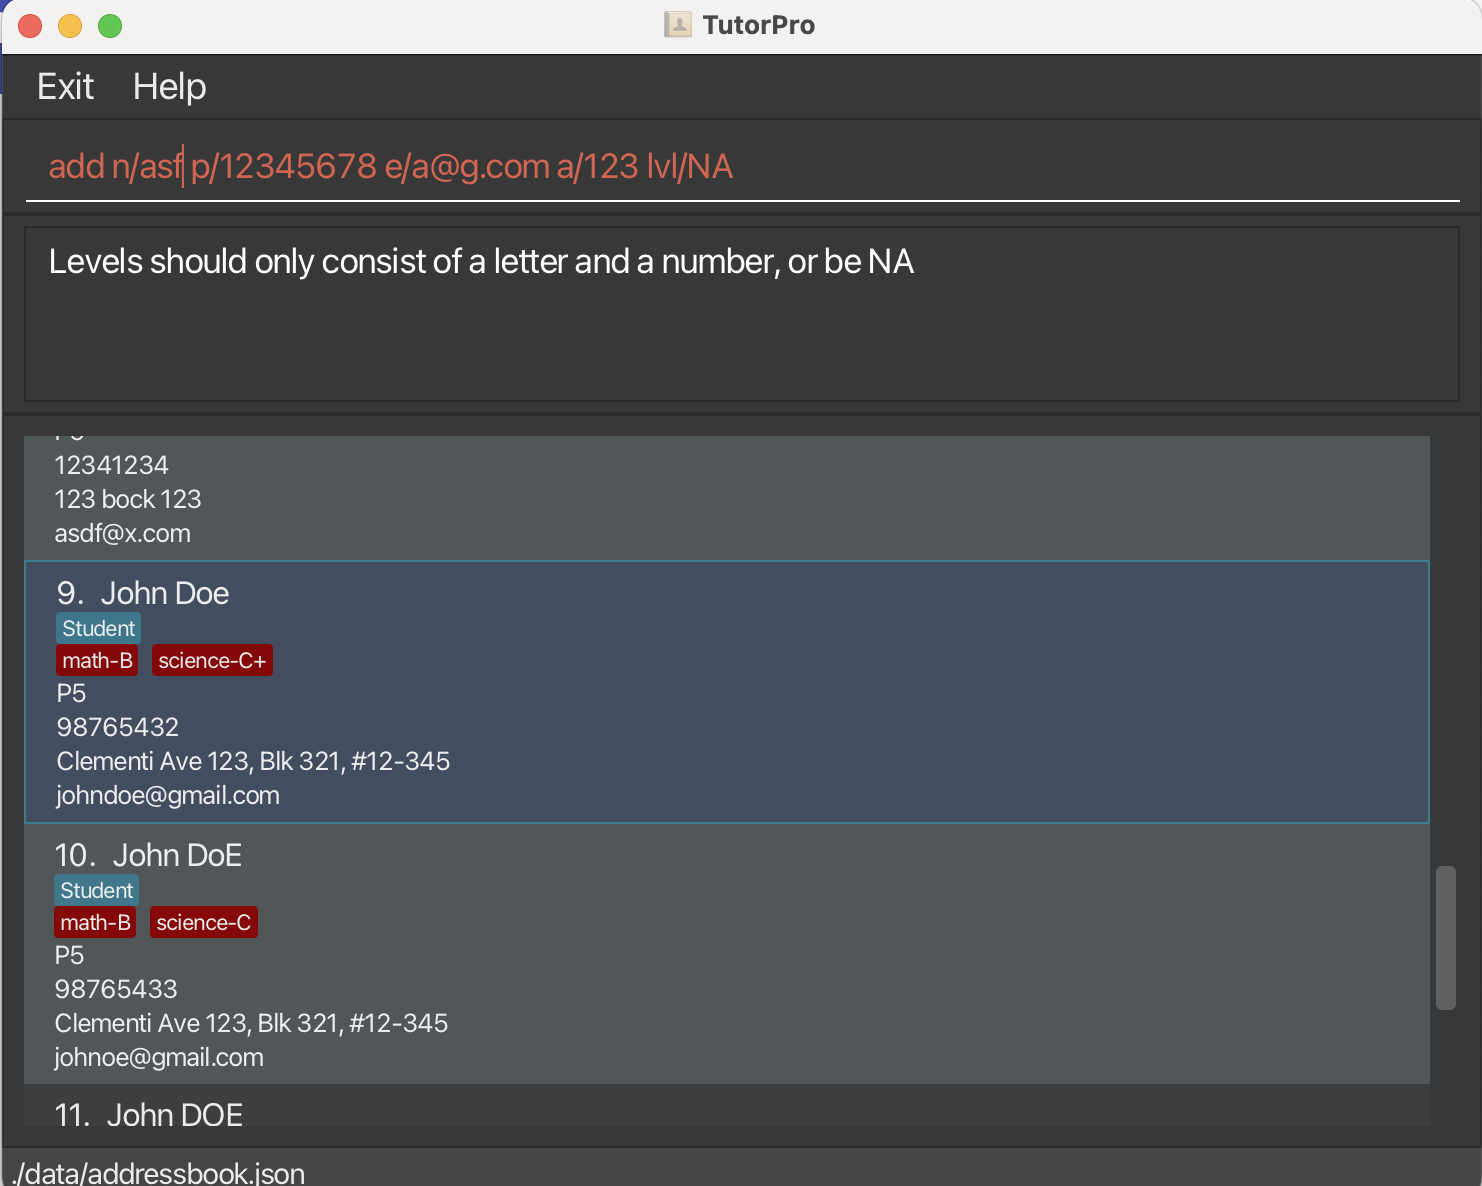 TutorPro
Exit Help
add n/asf p/12345678 e/a@g.com a/123 lvl/NA
Levels should only consist of a letter and a number, or be NA
12341234
123 bock 123
asdf@x.com
9. John Doe
Student
math-B science-C+
P5
98765432
Clementi Ave 123, Blk 321, #12-345
johndoe@gmail.com
10. John DoE
Student
math-B science-C
P5
98765433
Clementi Ave 123, Blk 321, #12-345
johnoe@gmail.com
11. John DOE
./data/addressbook.json